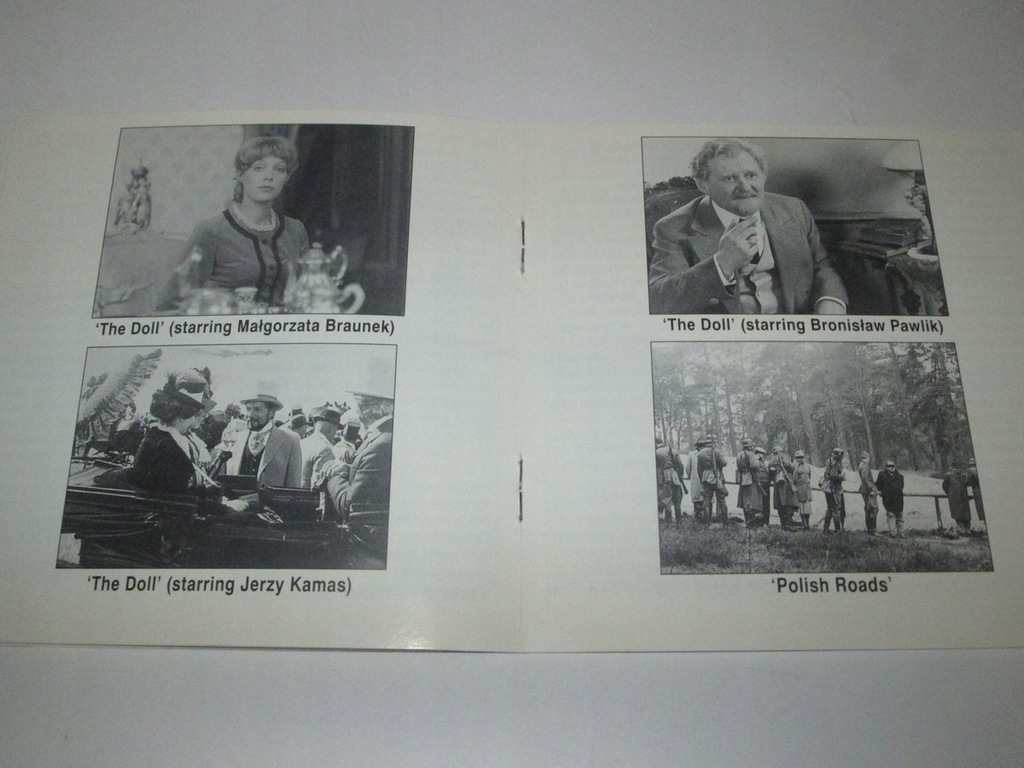 'The Doll' (starring Małgorzata Braunek)
'The Doll' (starring Jerzy Kamas)
'The Doll' (starring Bronisław Pawlik)
'Polish Roads'